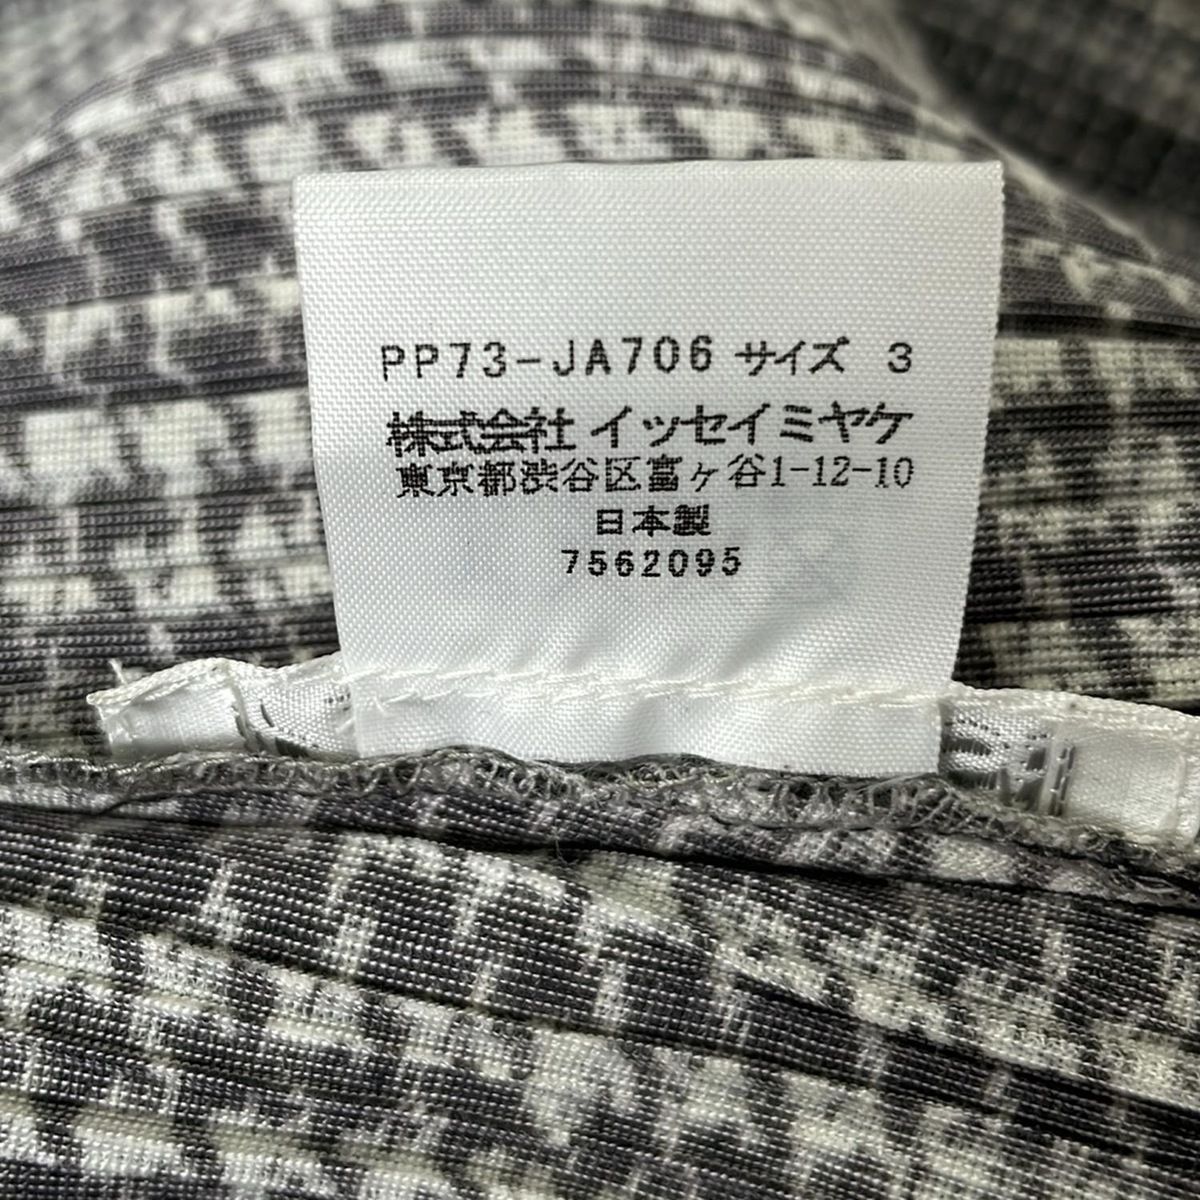 PP73-JA706 サイズ 3
株式会社 イッセイミヤケ
東京都渋谷区富ヶ谷1-12-10
日本製
7562095